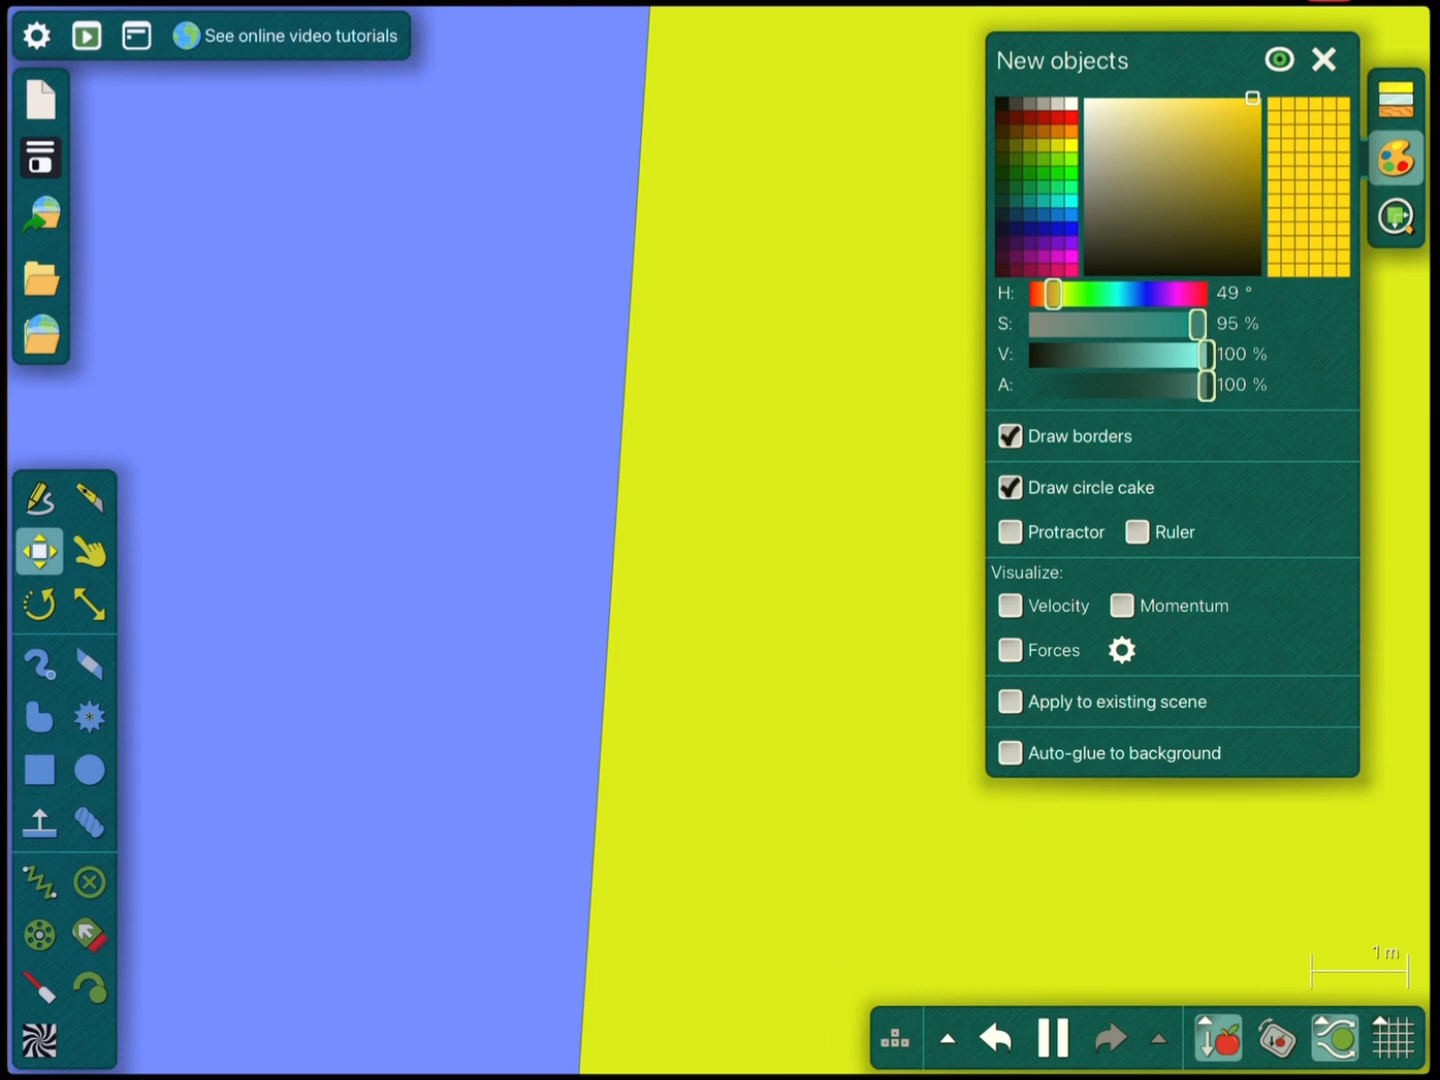 See online video tutorials
New objects
H: 49 °
S: 95 %
V: 100 %
A: 100 %
Draw borders
Draw circle cake
Protractor Ruler
Visualize:
Velocity Momentum
Forces
Apply to existing scene
Auto-glue to background
1 m